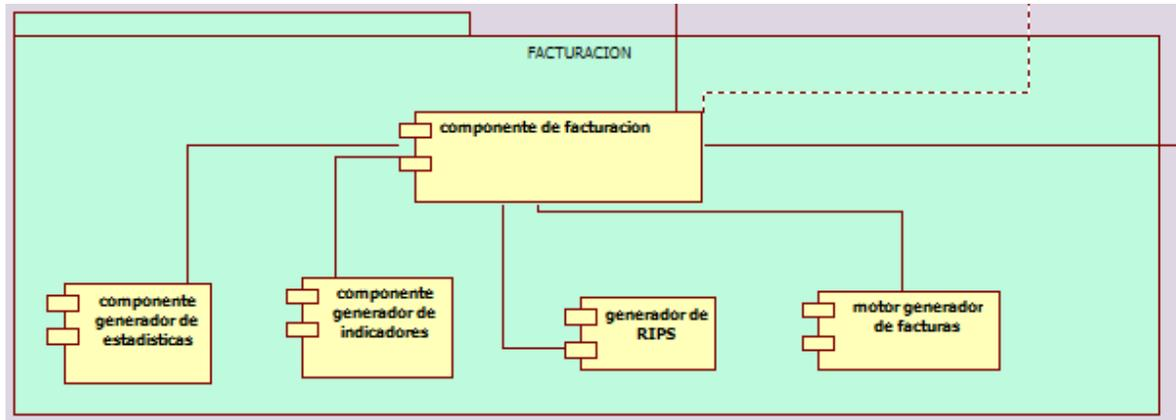 FACTURACION
componente de facturacion
componente
generador de
estadisticas
componente
generador de
indicadores
generador de
RIPS
motor generador
de facturas